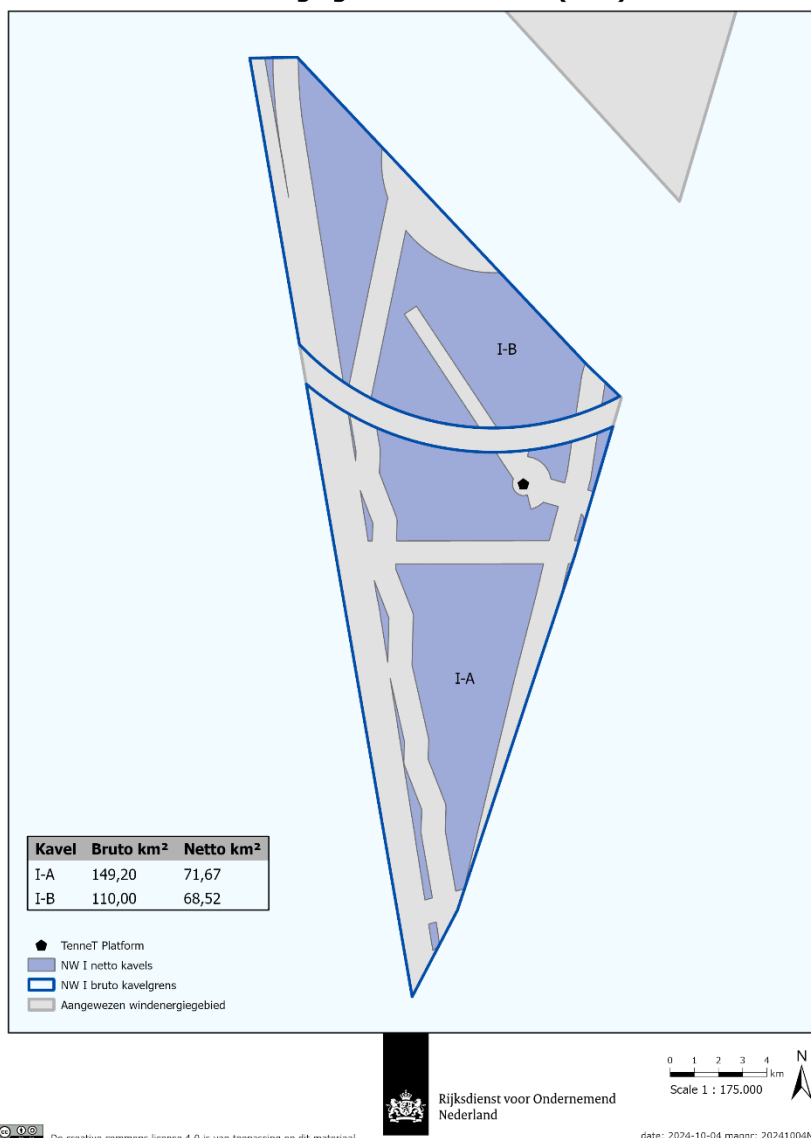 I-B
I-A
Kavel Bruto km² Netto km²
I-A 149,20 71,67
I-B 110,00 68,52
TenneT Platform
NW I netto kavels
NW I bruto kavelgrens
Aangewezen windenergiegebied
Rijksdienst voor Ondernemend
Nederland
0 1 2 3 4
km
Scale 1 : 175.000
N
De creative commons license 4.0 is van toepassing op dit materiaal
date: 2024-10-04